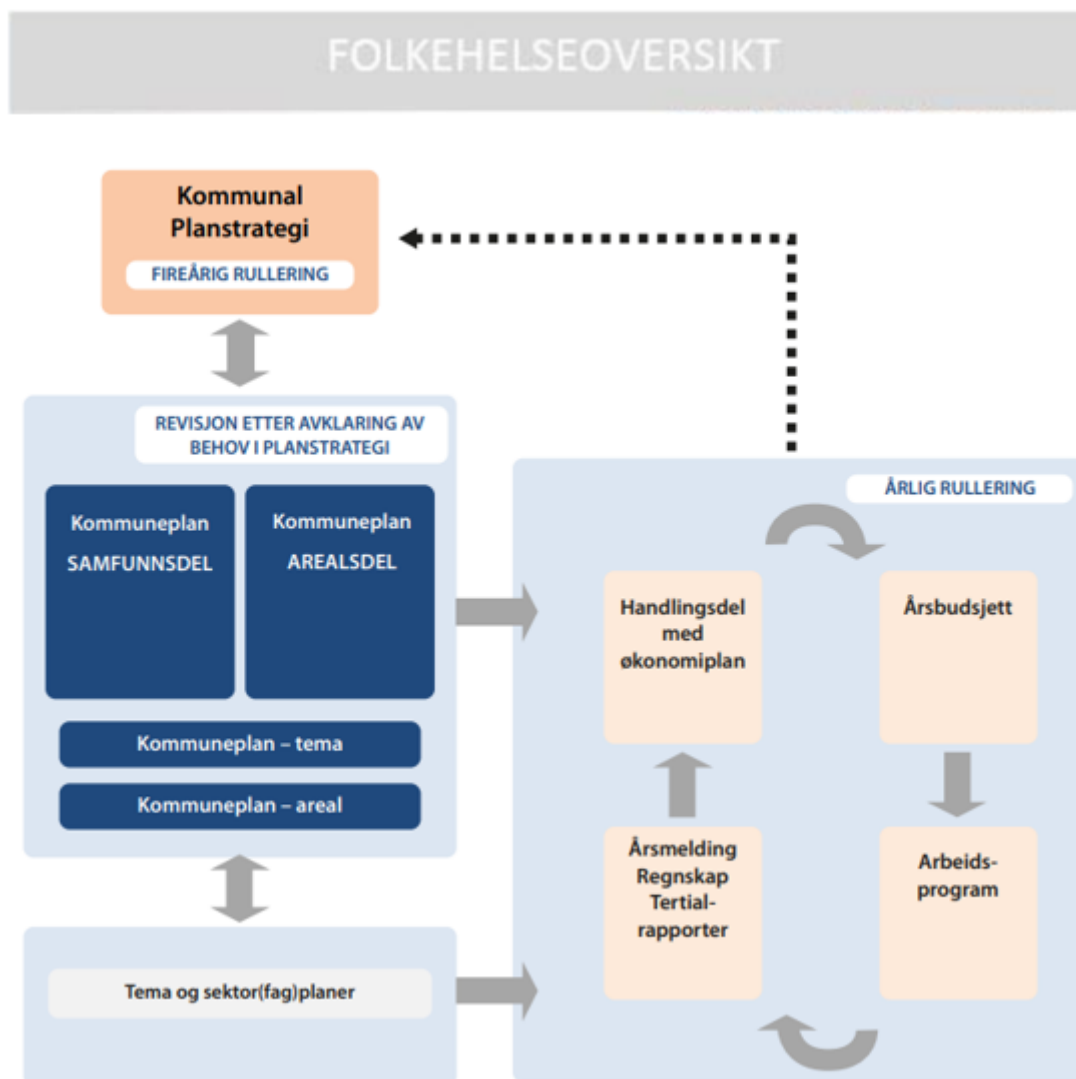 FOLKEHELSEOVERSIKT
Kommunal
Planstrategi
FIREÅRIG RULLERING
REVISJON ETTER AVKLARING AV
BEHOV I PLANSTRATEGI
Kommuneplan
SAMFUNNSDEL
Kommuneplan
AREALSDEL
Kommuneplan – tema
Kommuneplan – areal
Tema og sektor(fag)planer
ÅRLIG RULLERING
Handlingsdel
med
økonomiplan
Årsbudsjett
Årsmelding
Regnskap
Tertial-
rapporter
Arbeids-
program